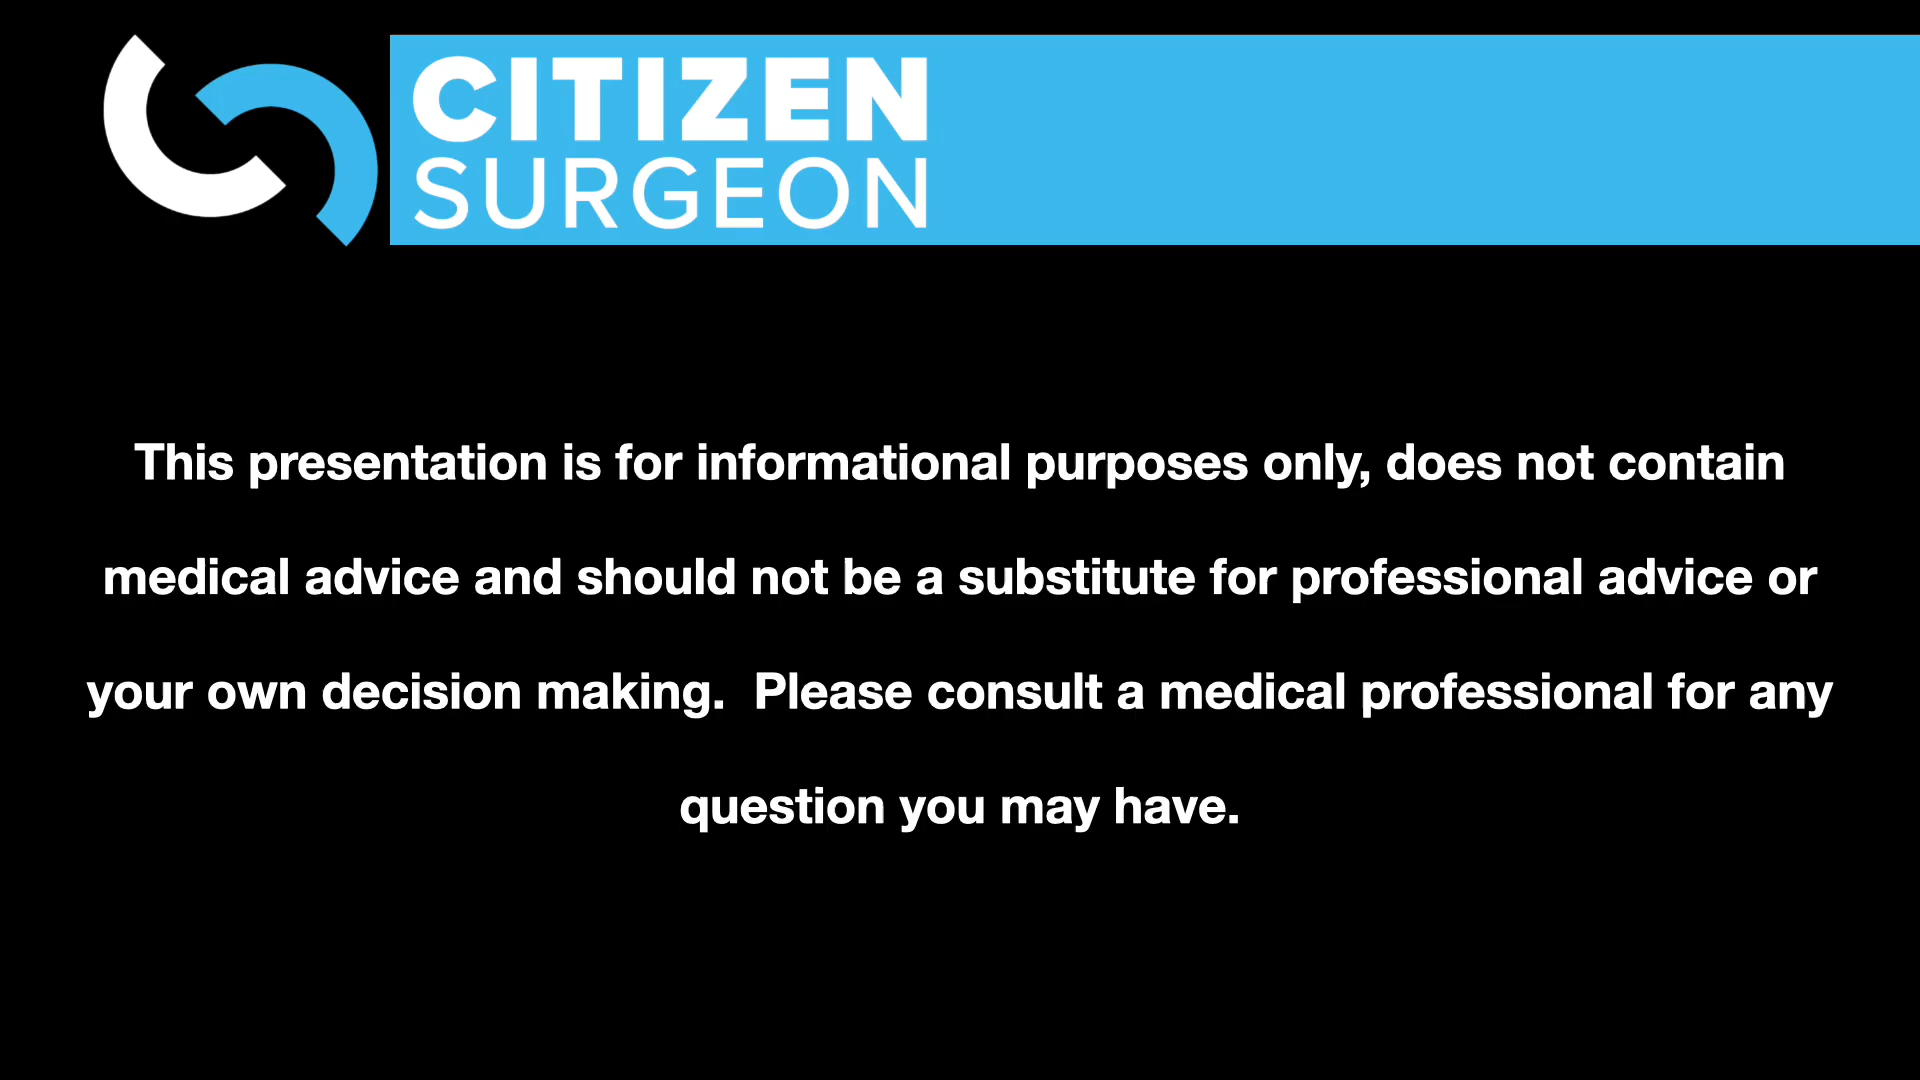 CITIZEN
SURGEON
This presentation is for informational purposes only, does not contain
medical advice and should not be a substitute for professional advice or
your own decision making.  Please consult a medical professional for any
question you may have.